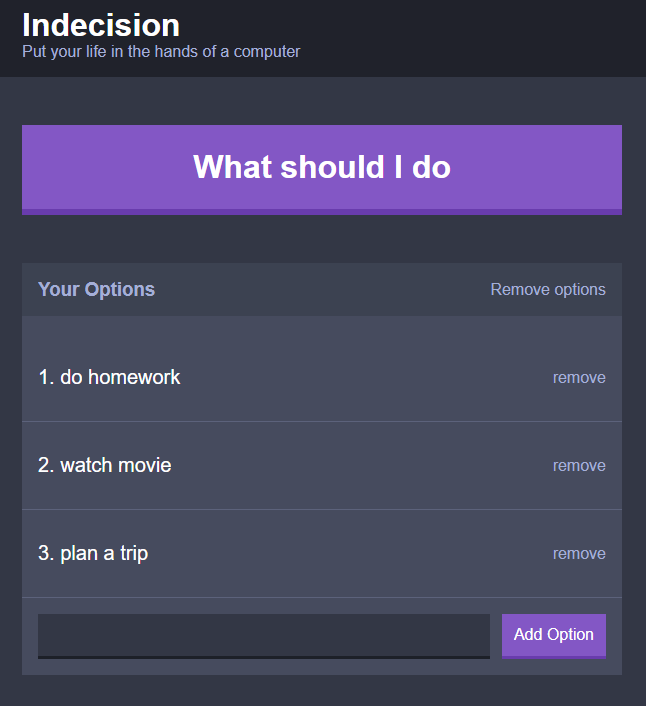 Indecision
Put your life in the hands of a computer
What should I do
Your Options
Remove options
1. do homework
remove
2. watch movie
remove
3. plan a trip
remove
Add Option